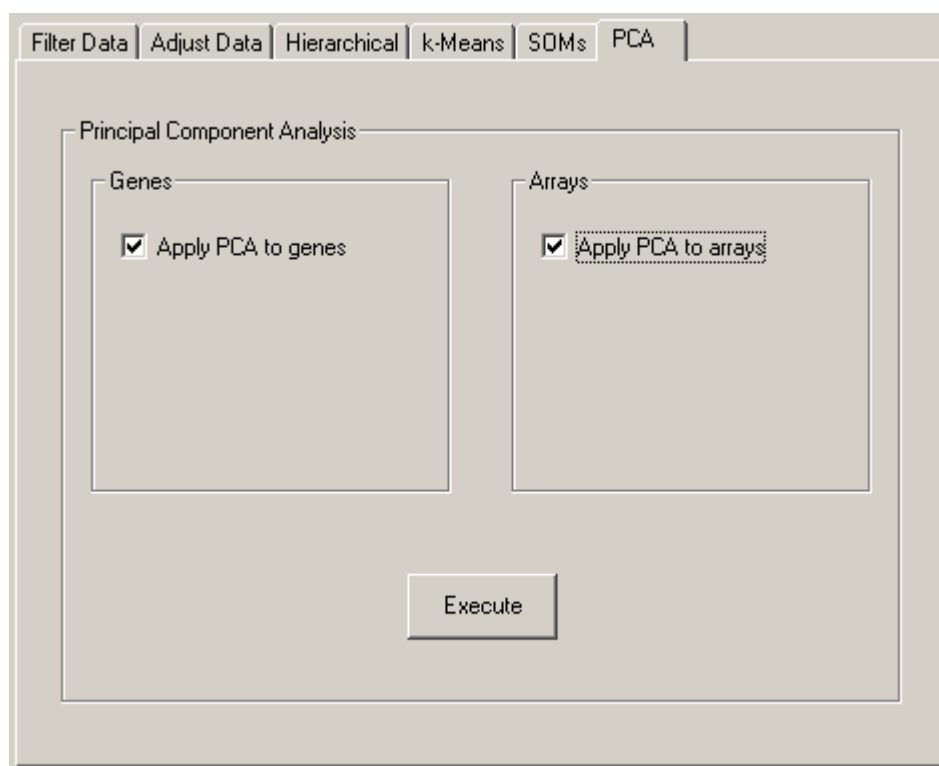 Filter Data Adjust Data Hierarchical k-Means SOMs PCA
Principal Component Analysis
Genes Arrays
Apply PCA to genes Apply PCA to arrays
Execute